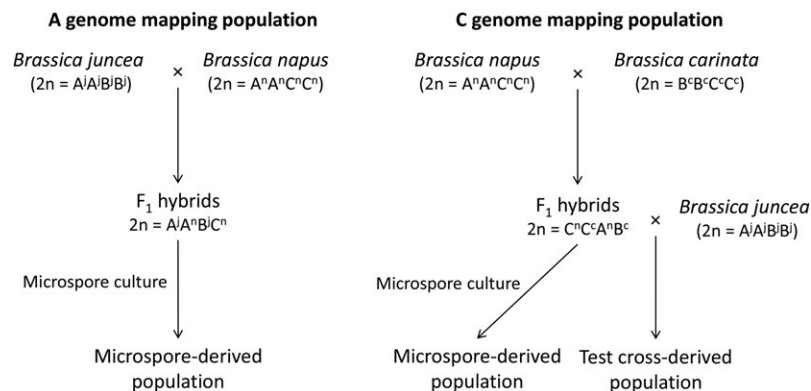 A genome mapping population
Brassica juncea × Brassica napus
(2n = AʲAʲBʲBʲ) (2n = AⁿAⁿCⁿCⁿ)
F₁ hybrids
2n = AʲAⁿBʲCⁿ
Microspore culture
Microspore-derived
population
C genome mapping population
Brassica napus × Brassica carinata
(2n = AⁿAⁿCⁿCⁿ) (2n = BᶜBᶜCᶜCᶜ)
F₁ hybrids × Brassica juncea
2n = CⁿCᶜAⁿBᶜ (2n = AʲAʲBʲBʲ)
Microspore culture
Microspore-derived
population
Test cross-derived
population